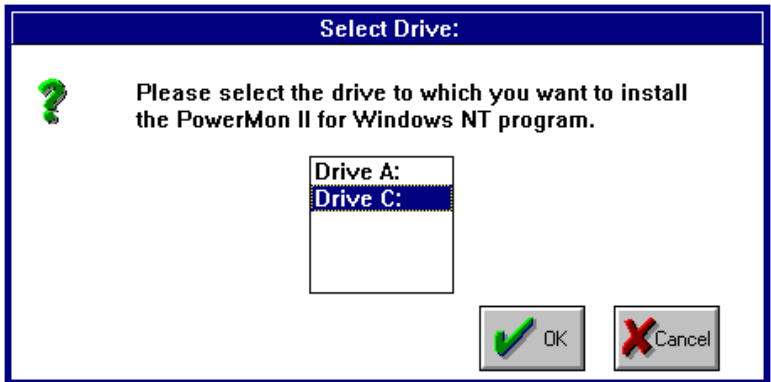 Select Drive:
Please select the drive to which you want to install
the PowerMon II for Windows NT program.
Drive A:
Drive C:
OK
Cancel